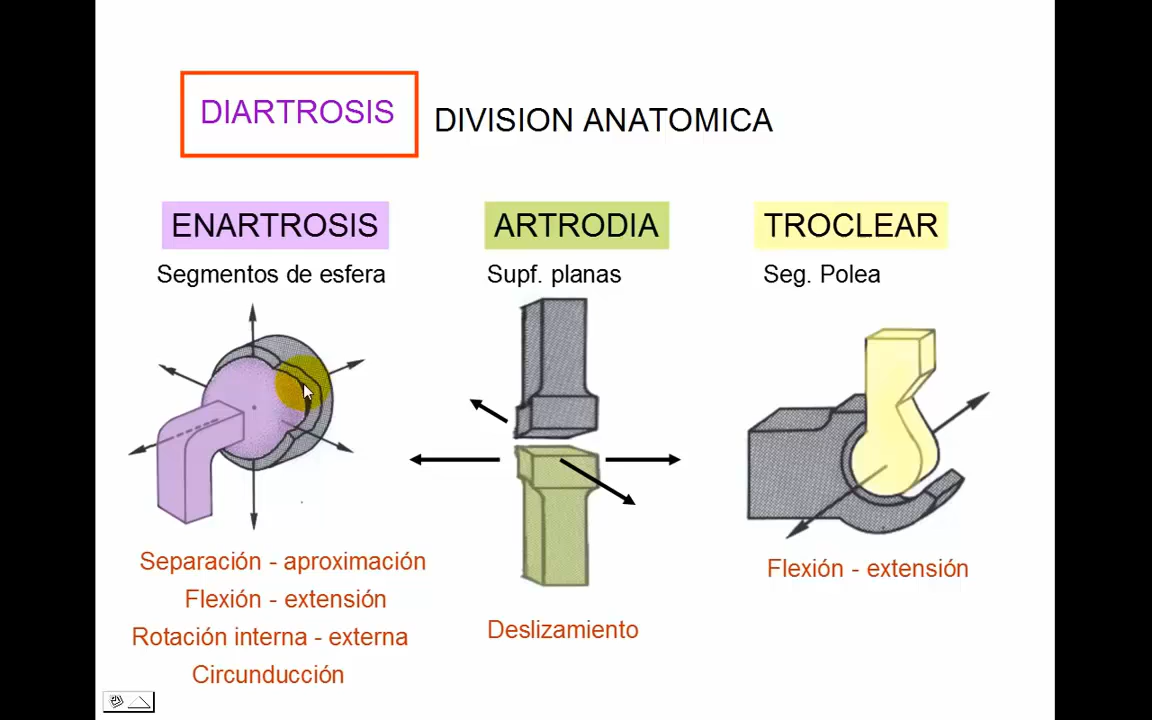 DIARTROSIS
DIVISION ANATOMICA
ENARTROSIS
Segmentos de esfera
Separación - aproximación
Flexión - extensión
Rotación interna - externa
Circunducción
ARTRODIA
Supf. planas
Deslizamiento
TROCLEAR
Seg. Polea
Flexión - extensión